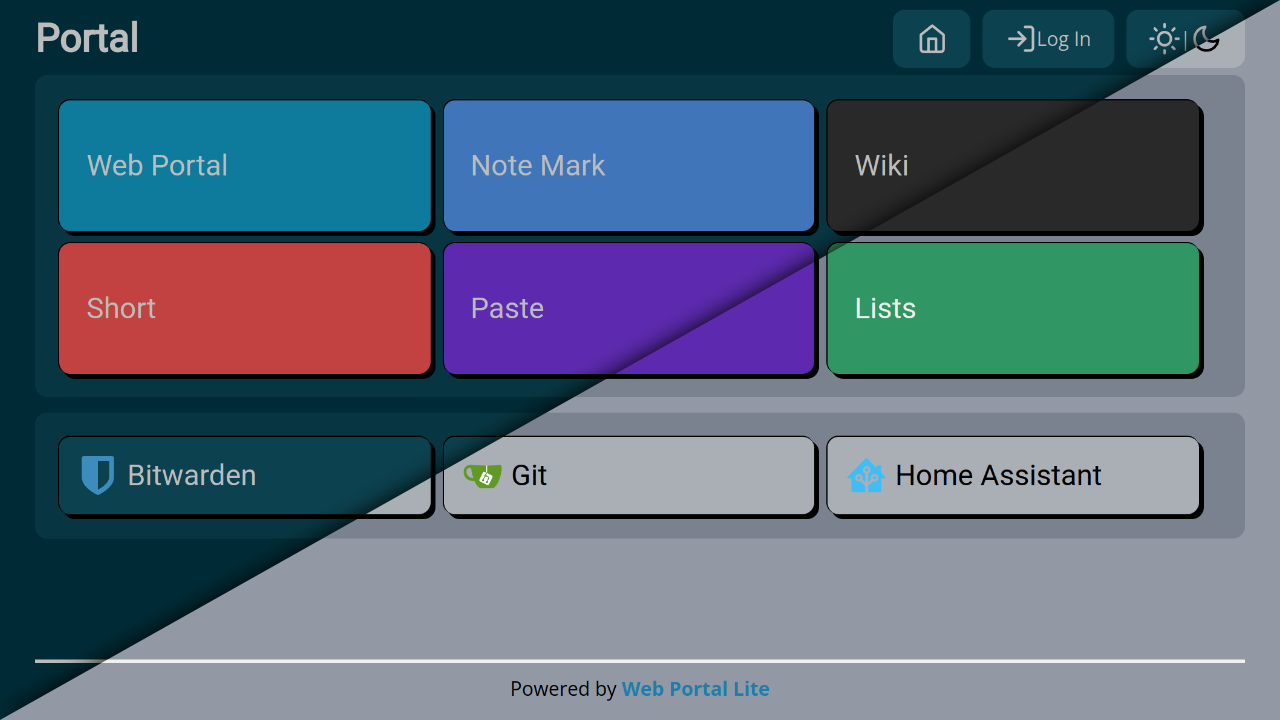 Portal
Log In
|
Web Portal
Note Mark
Wiki
Short
Paste
Lists
Bitwarden
Git
Home Assistant
Powered by Web Portal Lite